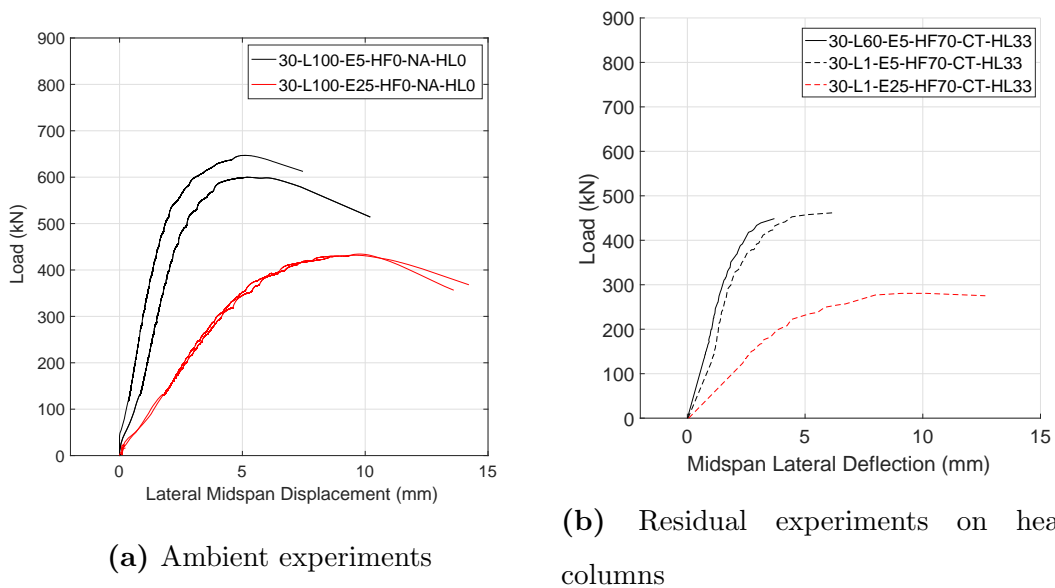 900
800
700
600
500
400
300
200
100
0
Load (kN)
30-L100-E5-HF0-NA-HL0
30-L100-E25-HF0-NA-HL0
0 5 10 15
Lateral Midspan Displacement (mm)
(a) Ambient experiments
900
800
700
600
500
400
300
200
100
0
Load (kN)
30-L60-E5-HF70-CT-HL33
30-L1-E5-HF70-CT-HL33
30-L1-E25-HF70-CT-HL33
0 5 10 15
Midspan Lateral Deflection (mm)
(b) Residual experiments on hea
columns